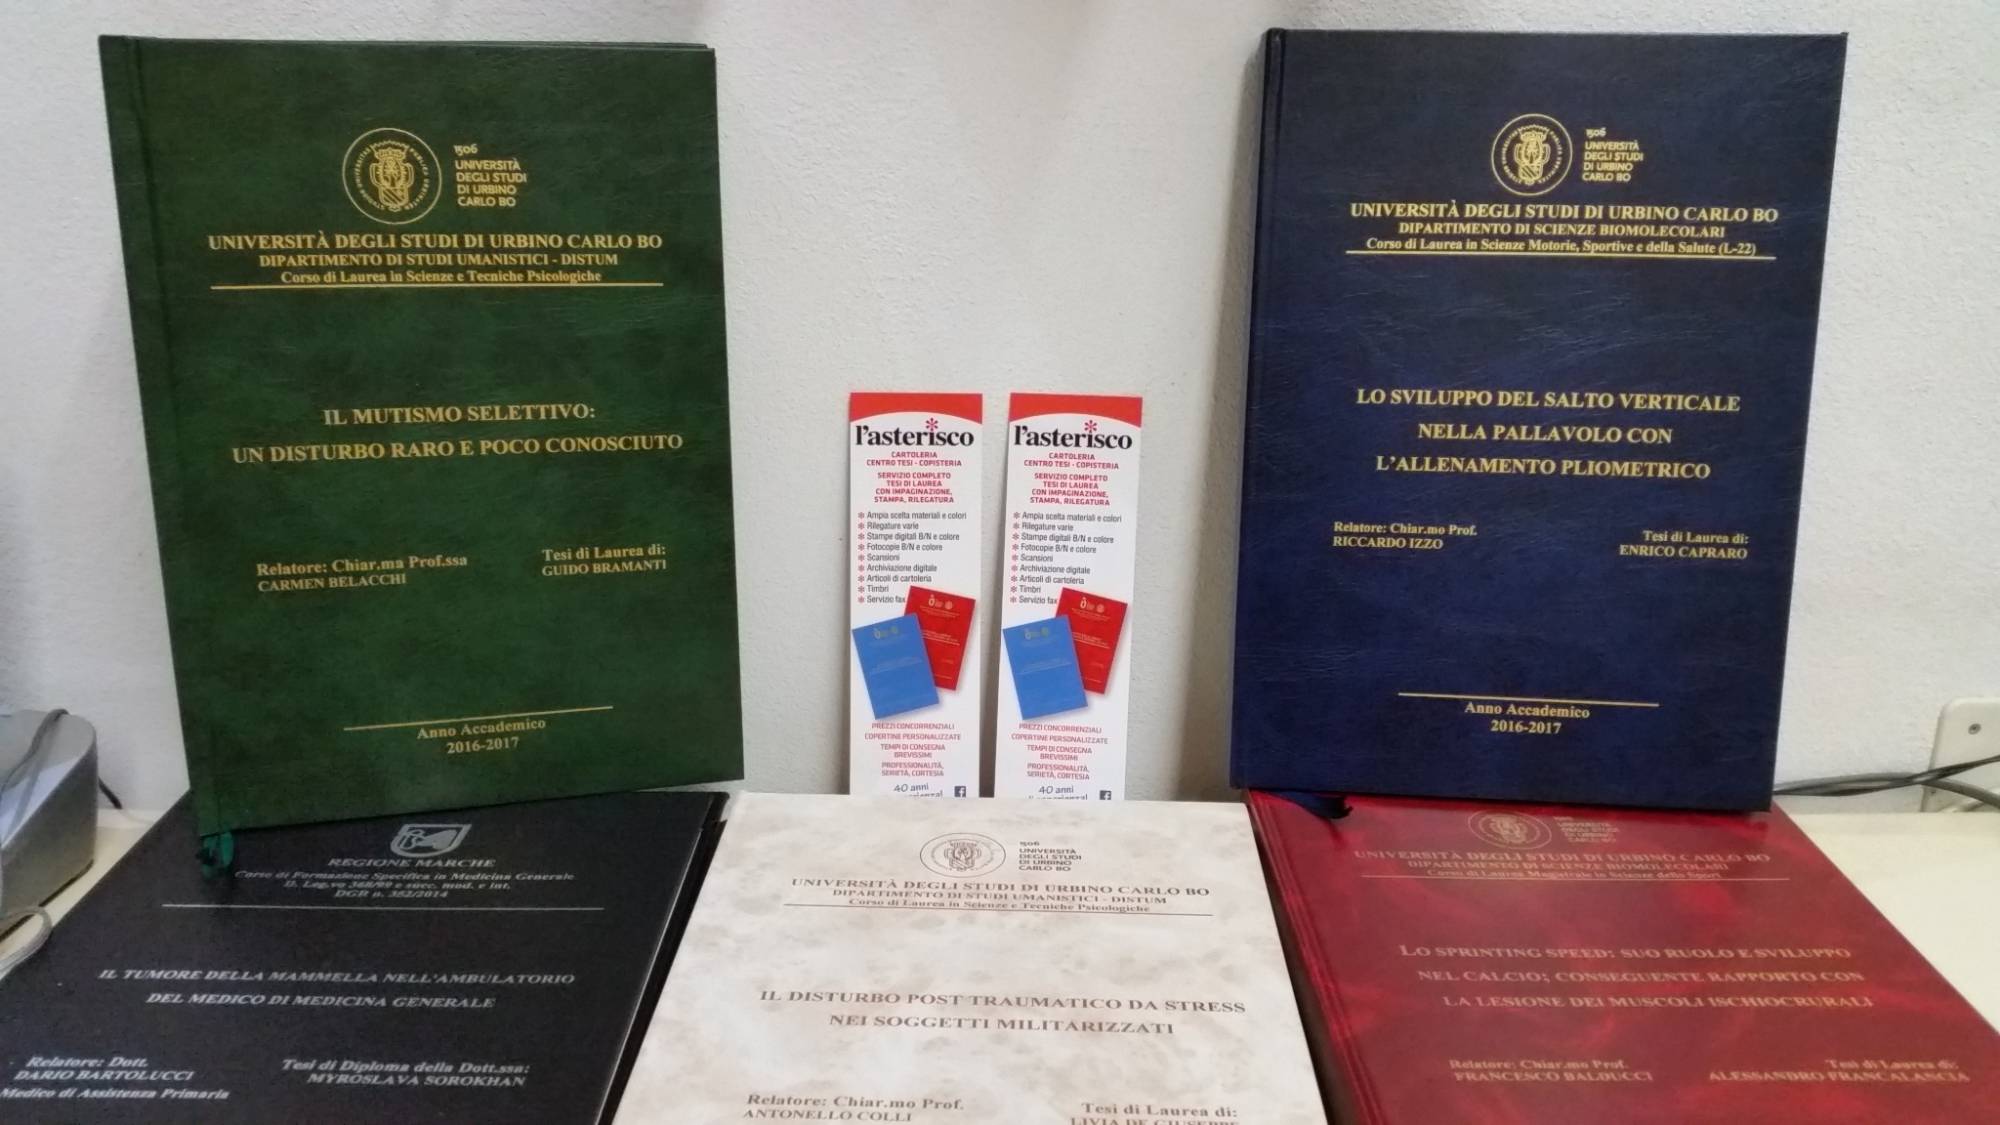 1506
UNIVERSITÀ
DEGLI STUDI
DI URBINO
CARLO BO
UNIVERSITÀ DEGLI STUDI DI URBINO CARLO BO
DIPARTIMENTO DI STUDI UMANISTICI - DISTUM
Corso di Laurea in Scienze e Tecniche Psicologiche
IL MUTISMO SELETTIVO:
UN DISTURBO RARO E POCO CONOSCIUTO
Relatore: Chiar.ma Prof.ssa
CARMEN BELACCHI
Tesi di Laurea di:
GUIDO BRAMANTI
Anno Accademico
2016-2017
l'asterisco
CARTOLERIA
CENTRO TESI - COPISTERIA
SERVIZIO COMPLETO
TESI DI LAUREA
CON IMPAGINAZIONE,
STAMPA, RILEGATURA
* Ampia scelta materiali e colori
* Rilegature varie
* Stampe digitali B/N e colore
* Fotocopie B/N e colore
* Scansioni
* Archiviazione digitale
* Articoli di cartoleria
* Timbri
* Servizio fax
PREZZI CONCORRENZIALI
COPERTINE PERSONALIZZATE
TEMPI DI CONSEGNA
BREVISSIMI
PROFESSIONALITÀ,
SERIETÀ, CORTESIA
40 anni
l'asterisco
CARTOLERIA
CENTRO TESI - COPISTERIA
SERVIZIO COMPLETO
TESI DI LAUREA
CON IMPAGINAZIONE,
STAMPA, RILEGATURA
* Ampia scelta materiali e colori
* Rilegature varie
* Stampe digitali B/N e colore
* Fotocopie B/N e colore
* Scansioni
* Archiviazione digitale
* Articoli di cartoleria
* Timbri
* Servizio fax
PREZZI CONCORRENZIALI
COPERTINE PERSONALIZZATE
TEMPI DI CONSEGNA
BREVISSIMI
PROFESSIONALITÀ,
SERIETÀ, CORTESIA
40 anni
1506
UNIVERSITÀ
DEGLI STUDI
DI URBINO
CARLO BO
UNIVERSITÀ DEGLI STUDI DI URBINO CARLO BO
DIPARTIMENTO DI SCIENZE BIOMOLECOLARI
Corso di Laurea in Scienze Motorie, Sportive e della Salute (L-22)
LO SVILUPPO DEL SALTO VERTICALE
NELLA PALLAVOLO CON
L'ALLENAMENTO PLIOMETRICO
Relatore: Chiar.mo Prof.
RICCARDO IZZO
Tesi di Laurea di:
ENRICO CAPRARO
Anno Accademico
2016-2017
REGIONE MARCHE
Corso di Formazione Specifica in Medicina Generale
D. Lag.vo 368/99 e succ. mod. e int.
DGR n. 352/2014
IL TUMORE DELLA MAMMELLA NELL'AMBULATORIO
DEL MEDICO DI MEDICINA GENERALE
Relatore: Dott.
DARIO BARTOLUCCI
Medico di Assistenza Primaria
Tesi di Diploma della Dott.ssa:
MYROSLAVA SOROKHAN
1506
UNIVERSITÀ
DEGLI STUDI
DI URBINO
CARLO BO
UNIVERSITÀ DEGLI STUDI DI URBINO CARLO BO
DIPARTIMENTO DI STUDI UMANISTICI - DISTUM
Corso di Laurea in Scienze e Tecniche Psicologiche
IL DISTURBO POST TRAUMATICO DA STRESS
NEI SOGGETTI MILITARIZZATI
Relatore: Chiar.mo Prof.
ANTONELLO COLLI
Tesi di Laurea di:
LIVIA DE GIUSEPPE
UNIVERSITÀ
DEGLI STUDI
DI URBINO
CARLO BO
UNIVERSITÀ DEGLI STUDI DI URBINO CARLO BO
DIPARTIMENTO DI SCIENZE BIOMOLECOLARI
Corso di Laurea Magistrale in Scienze dello Sport
LO SPRINTING SPEED: SUO RUOLO E SVILUPPO
NEL CALCIO; CONSEGUENTE RAPPORTO CON
LA LESIONE DEI MUSCOLI ISCHIOCRURALI
Relatore: Chiar.mo Prof.
FRANCESCO BALDUCCI
Tesi di Laurea di:
ALESSANDRO FRANCALANCIA